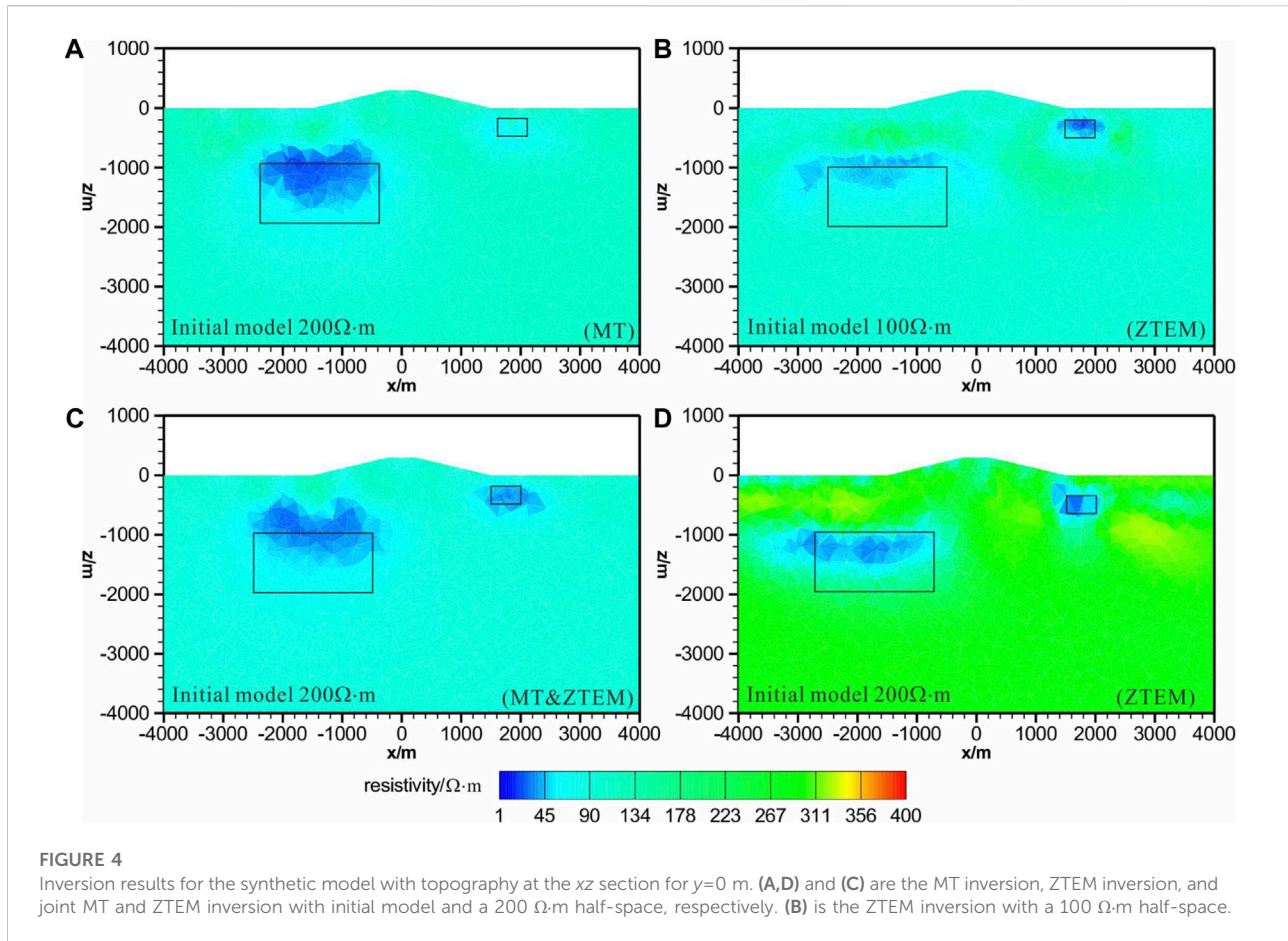 A
1000
0
-1000
-2000
-3000
-4000
z/m
Initial model 200Ω·m
(MT)
-4000 -3000 -2000 -1000 0 1000 2000 3000 4000
x/m
B
1000
0
-1000
-2000
-3000
-4000
z/m
Initial model 100Ω·m
(ZTEM)
-4000 -3000 -2000 -1000 0 1000 2000 3000 4000
x/m
C
1000
0
-1000
-2000
-3000
-4000
z/m
Initial model 200Ω·m
(MT&ZTEM)
-4000 -3000 -2000 -1000 0 1000 2000 3000 4000
x/m
D
1000
0
-1000
-2000
-3000
-4000
z/m
Initial model 200Ω·m
(ZTEM)
-4000 -3000 -2000 -1000 0 1000 2000 3000 4000
x/m
resistivity/Ω·m
1 45 90 134 178 223 267 311 356 400
FIGURE 4
Inversion results for the synthetic model with topography at the xz section for y=0 m. (A,D) and (C) are the MT inversion, ZTEM inversion, and
joint MT and ZTEM inversion with initial model and a 200 Ω·m half-space, respectively. (B) is the ZTEM inversion with a 100 Ω·m half-space.